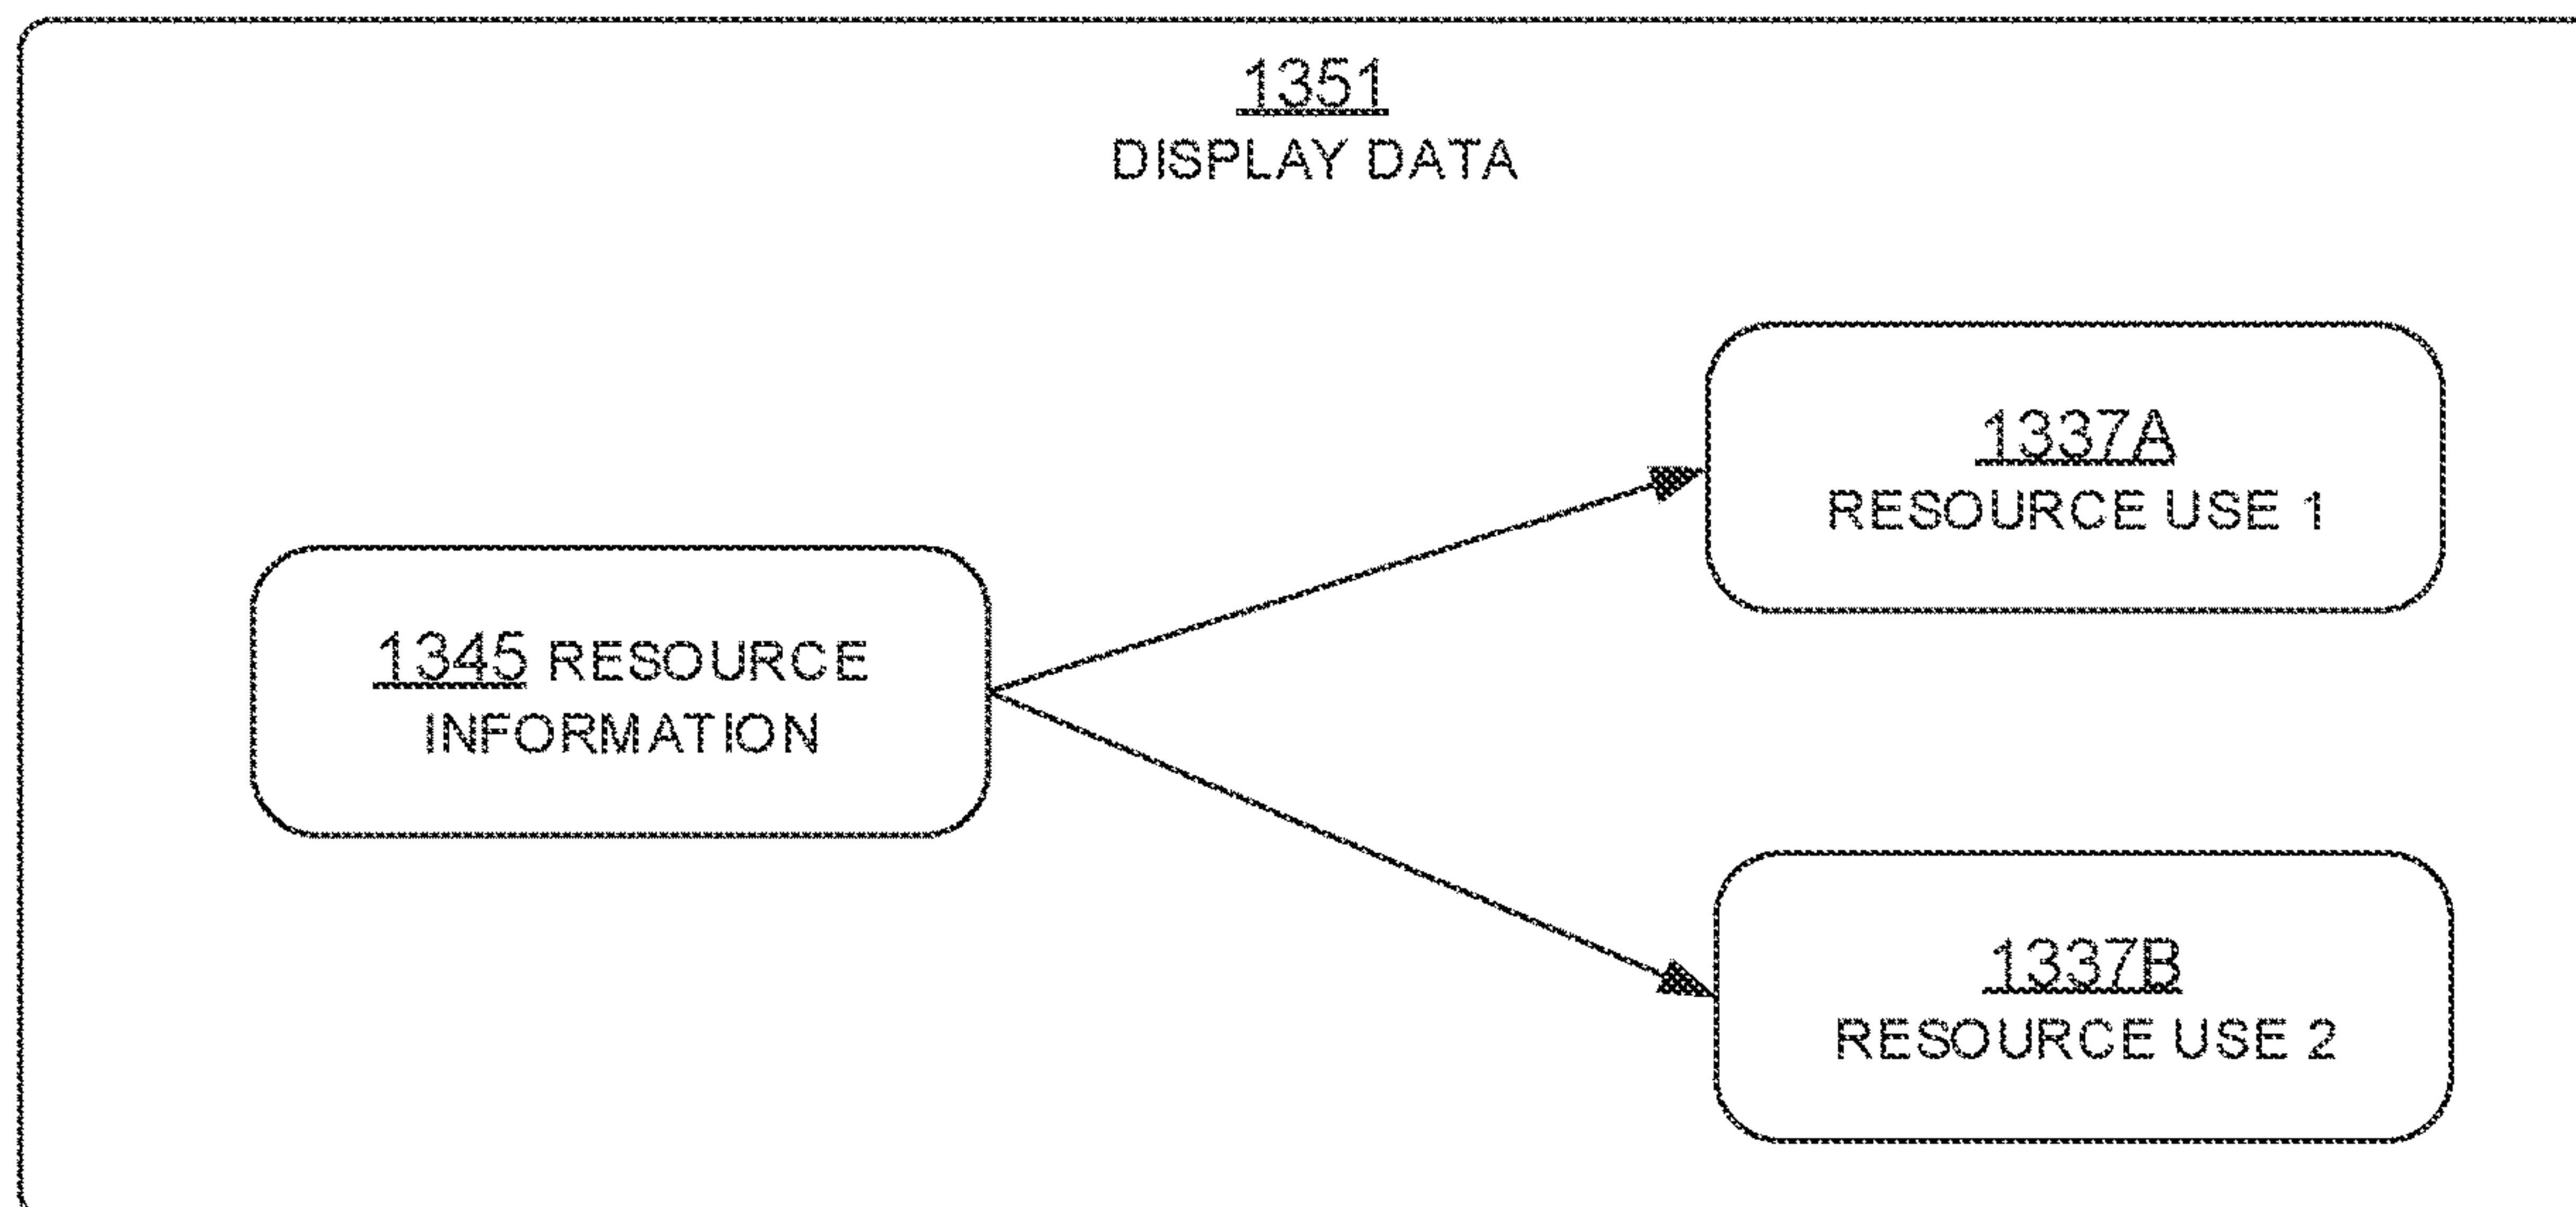 1351
DISPLAY DATA
1337A
RESOURCE USE 1
1345 RESOURCE
INFORMATION
1337B
RESOURCE USE 2